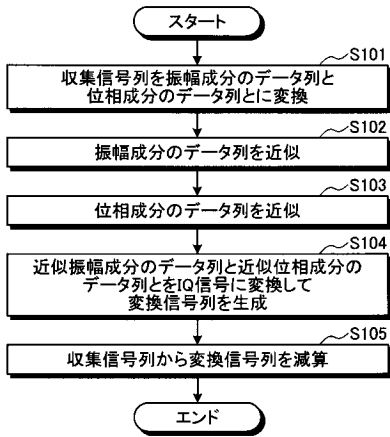 スタート
S101
収集信号列を振幅成分のデータ列と
位相成分のデータ列とに変換
S102
振幅成分のデータ列を近似
S103
位相成分のデータ列を近似
S104
近似振幅成分のデータ列と近似位相成分の
データ列とをIQ信号に変換して
変換信号列を生成
S105
収集信号列から変換信号列を減算
エンド